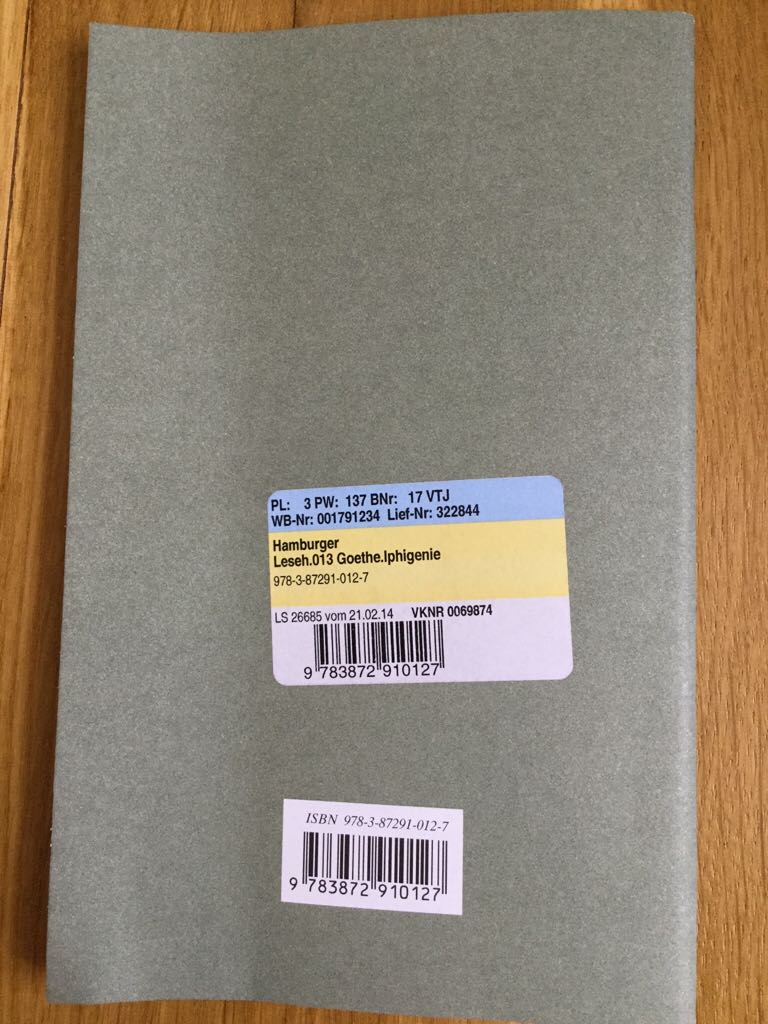 PL: 3 PW: 137 BNr: 17 VTJ
WB-Nr: 001791234 Lief-Nr: 322844
Hamburger
Leseh.013 Goethe.Iphigenie
978-3-87291-012-7
LS 26685 vom 21.02.14 VKNR 0069874
9 783872 910127
ISBN 978-3-87291-012-7
9 783872 910127